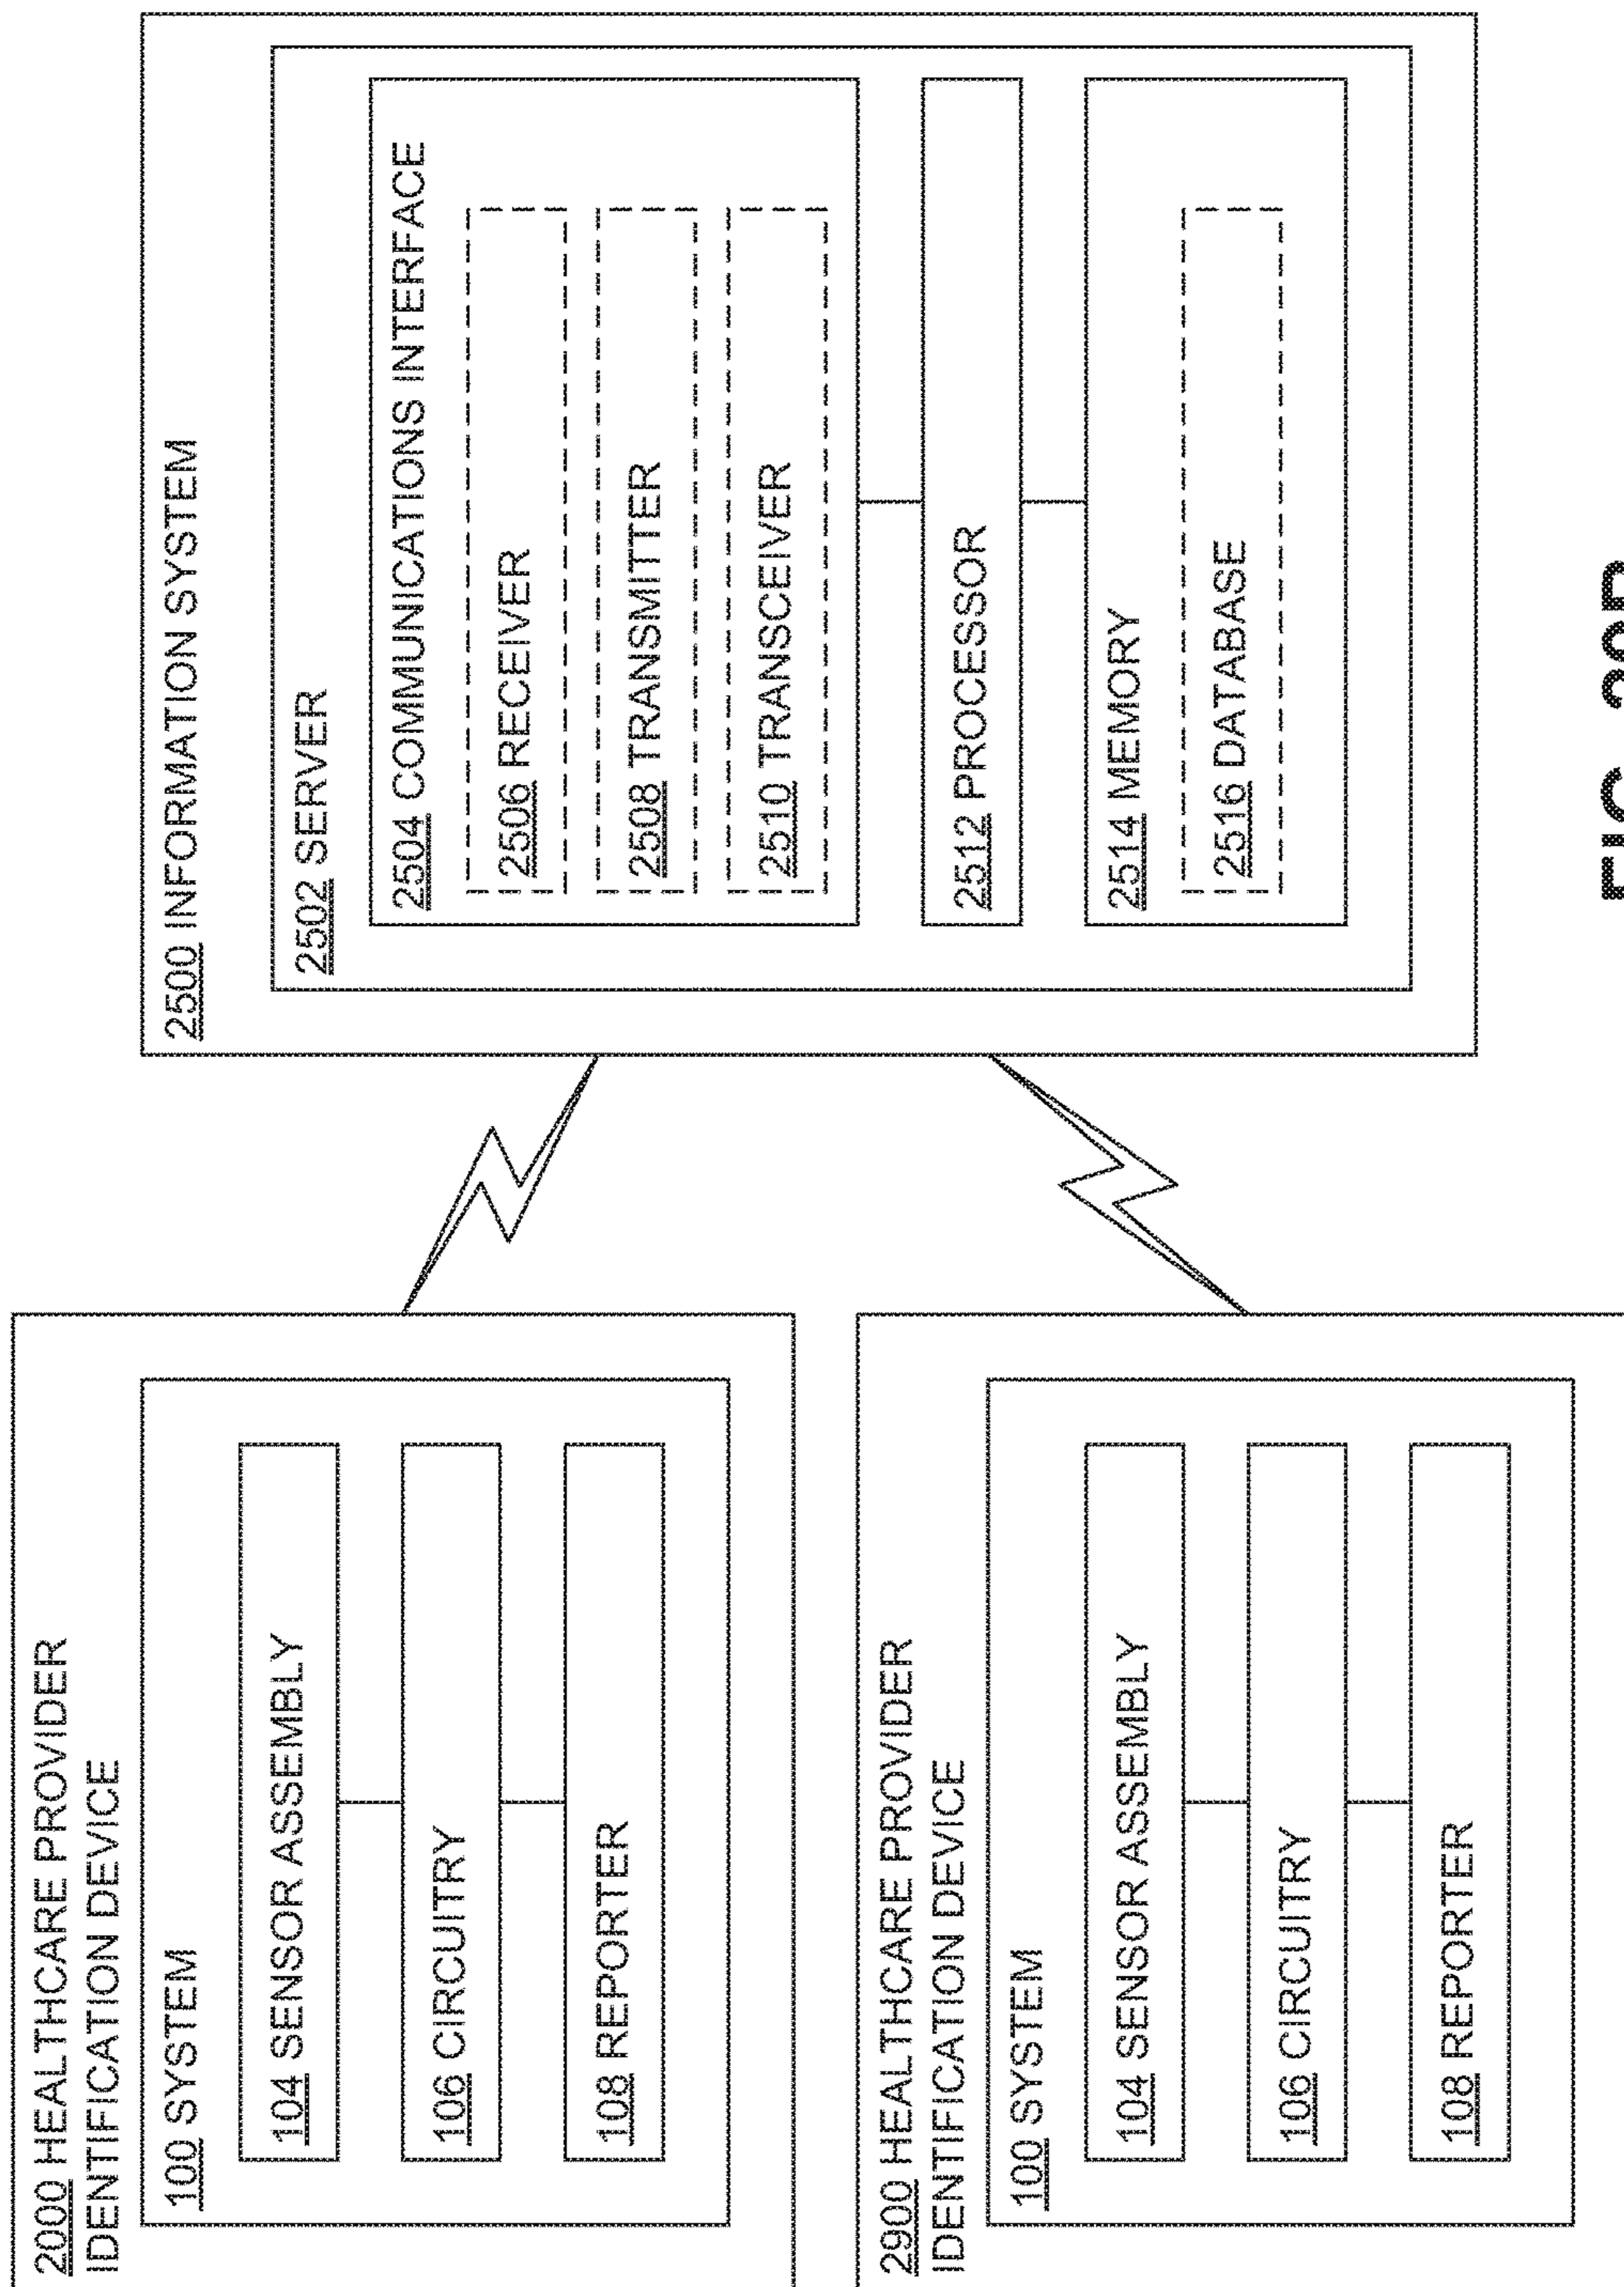 2000 HEALTHCARE PROVIDER
IDENTIFICATION DEVICE
100 SYSTEM
104 SENSOR ASSEMBLY
106 CIRCUITRY
108 REPORTER
2900 HEALTHCARE PROVIDER
IDENTIFICATION DEVICE
100 SYSTEM
104 SENSOR ASSEMBLY
106 CIRCUITRY
108 REPORTER
2500 INFORMATION SYSTEM
2502 SERVER
2504 COMMUNICATIONS INTERFACE
2506 RECEIVER
2508 TRANSMITTER
2510 TRANSCEIVER
2512 PROCESSOR
2514 MEMORY
2516 DATABASE
FIG.